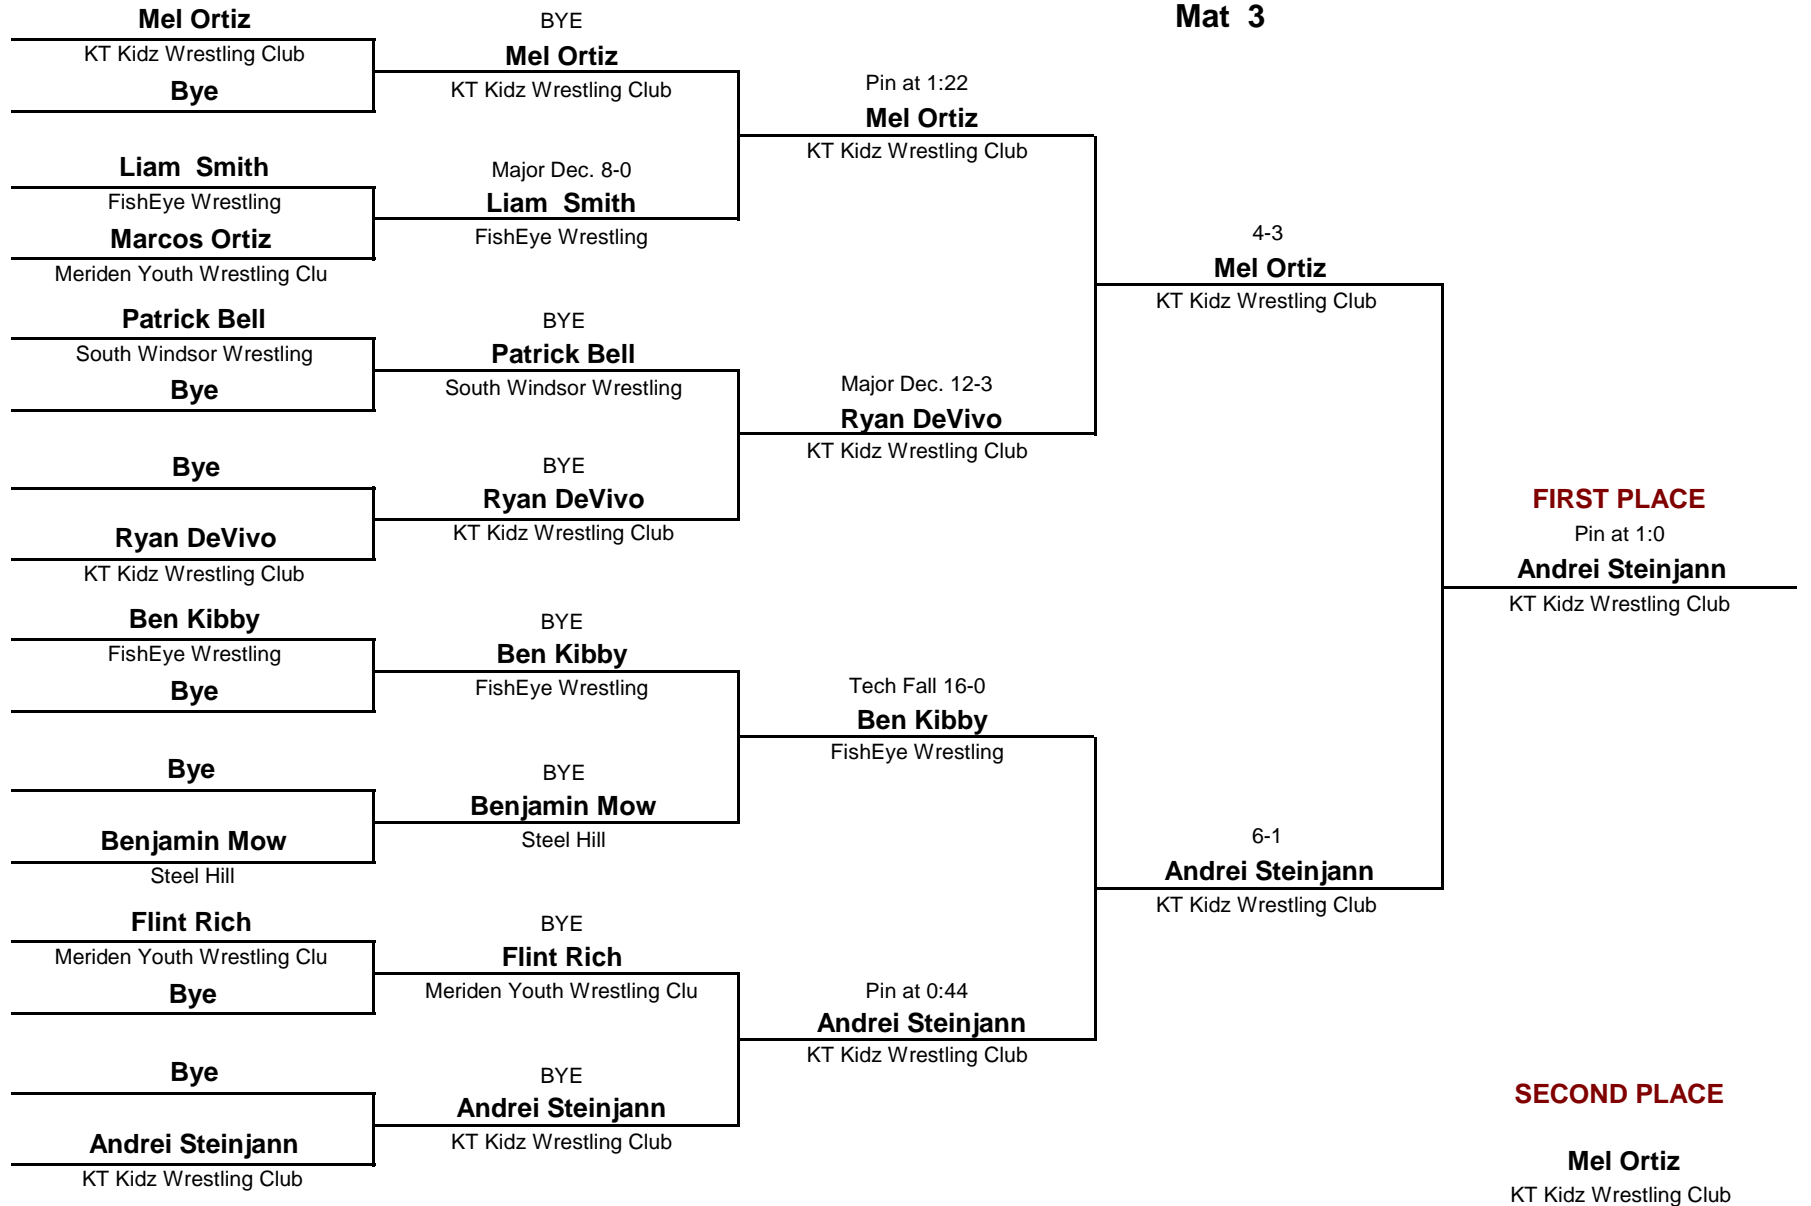 Mat 3
Mel Ortiz
KT Kidz Wrestling Club
Bye
Liam Smith
FishEye Wrestling
Marcos Ortiz
Meriden Youth Wrestling Clu
Patrick Bell
South Windsor Wrestling
Bye
Bye
Ryan DeVivo
KT Kidz Wrestling Club
Ben Kibby
FishEye Wrestling
Bye
Bye
Benjamin Mow
Steel Hill
Flint Rich
Meriden Youth Wrestling Clu
Bye
Bye
Andrei Steinjann
KT Kidz Wrestling Club
BYE
Mel Ortiz
KT Kidz Wrestling Club
Major Dec. 8-0
Liam Smith
FishEye Wrestling
BYE
Patrick Bell
South Windsor Wrestling
BYE
Ryan DeVivo
KT Kidz Wrestling Club
BYE
Ben Kibby
FishEye Wrestling
BYE
Benjamin Mow
Steel Hill
BYE
Flint Rich
Meriden Youth Wrestling Clu
BYE
Andrei Steinjann
KT Kidz Wrestling Club
Pin at 1:22
Mel Ortiz
KT Kidz Wrestling Club
Major Dec. 12-3
Ryan DeVivo
KT Kidz Wrestling Club
Tech Fall 16-0
Ben Kibby
FishEye Wrestling
Pin at 0:44
Andrei Steinjann
KT Kidz Wrestling Club
4-3
Mel Ortiz
KT Kidz Wrestling Club
6-1
Andrei Steinjann
KT Kidz Wrestling Club
FIRST PLACE
Pin at 1:0
Andrei Steinjann
KT Kidz Wrestling Club
SECOND PLACE
Mel Ortiz
KT Kidz Wrestling Club